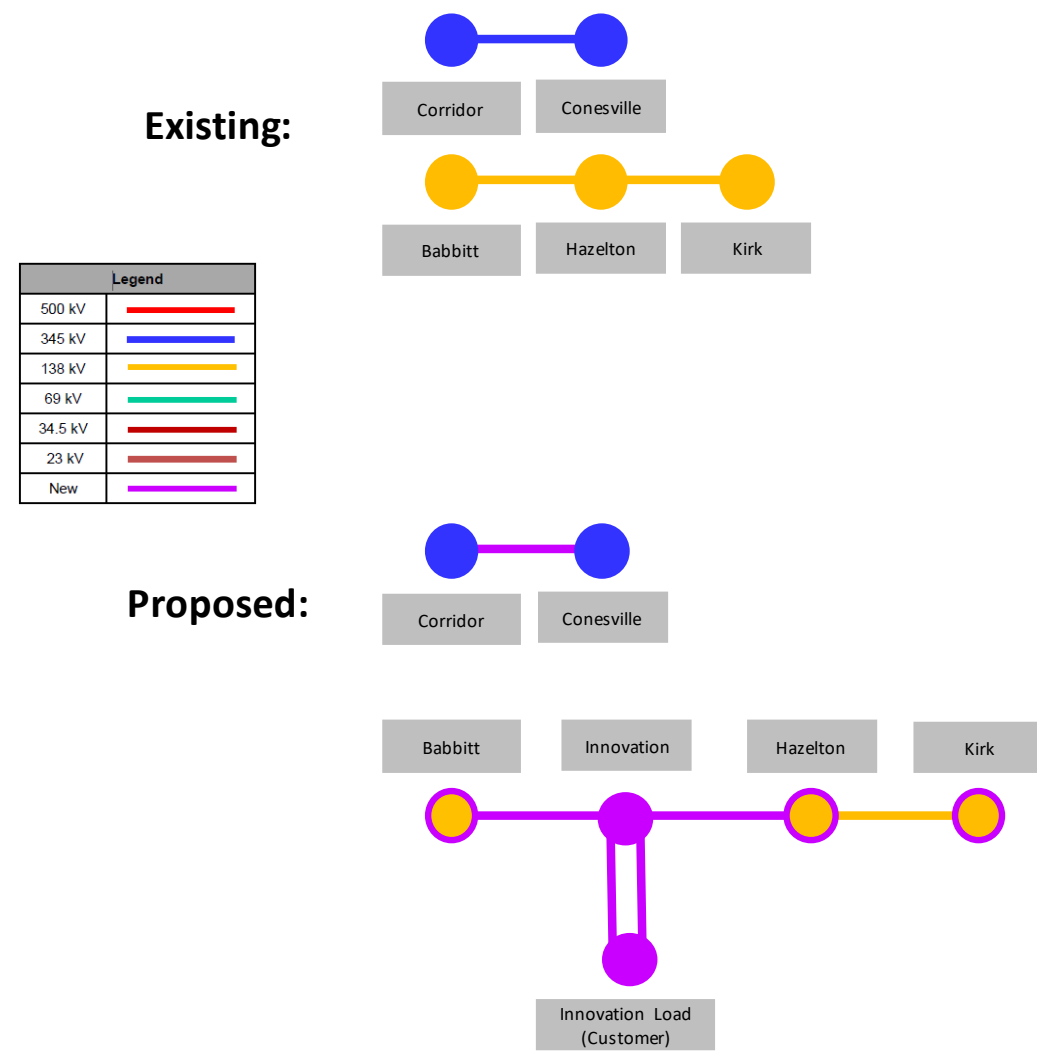 Corridor
Conesville
Existing:
Babbitt
Hazelton
Kirk
Legend
500 kV
345 kV
138 kV
69 kV
34.5 kV
23 kV
New
Proposed:
Corridor
Conesville
Babbitt
Innovation
Hazelton
Kirk
Innovation Load
(Customer)